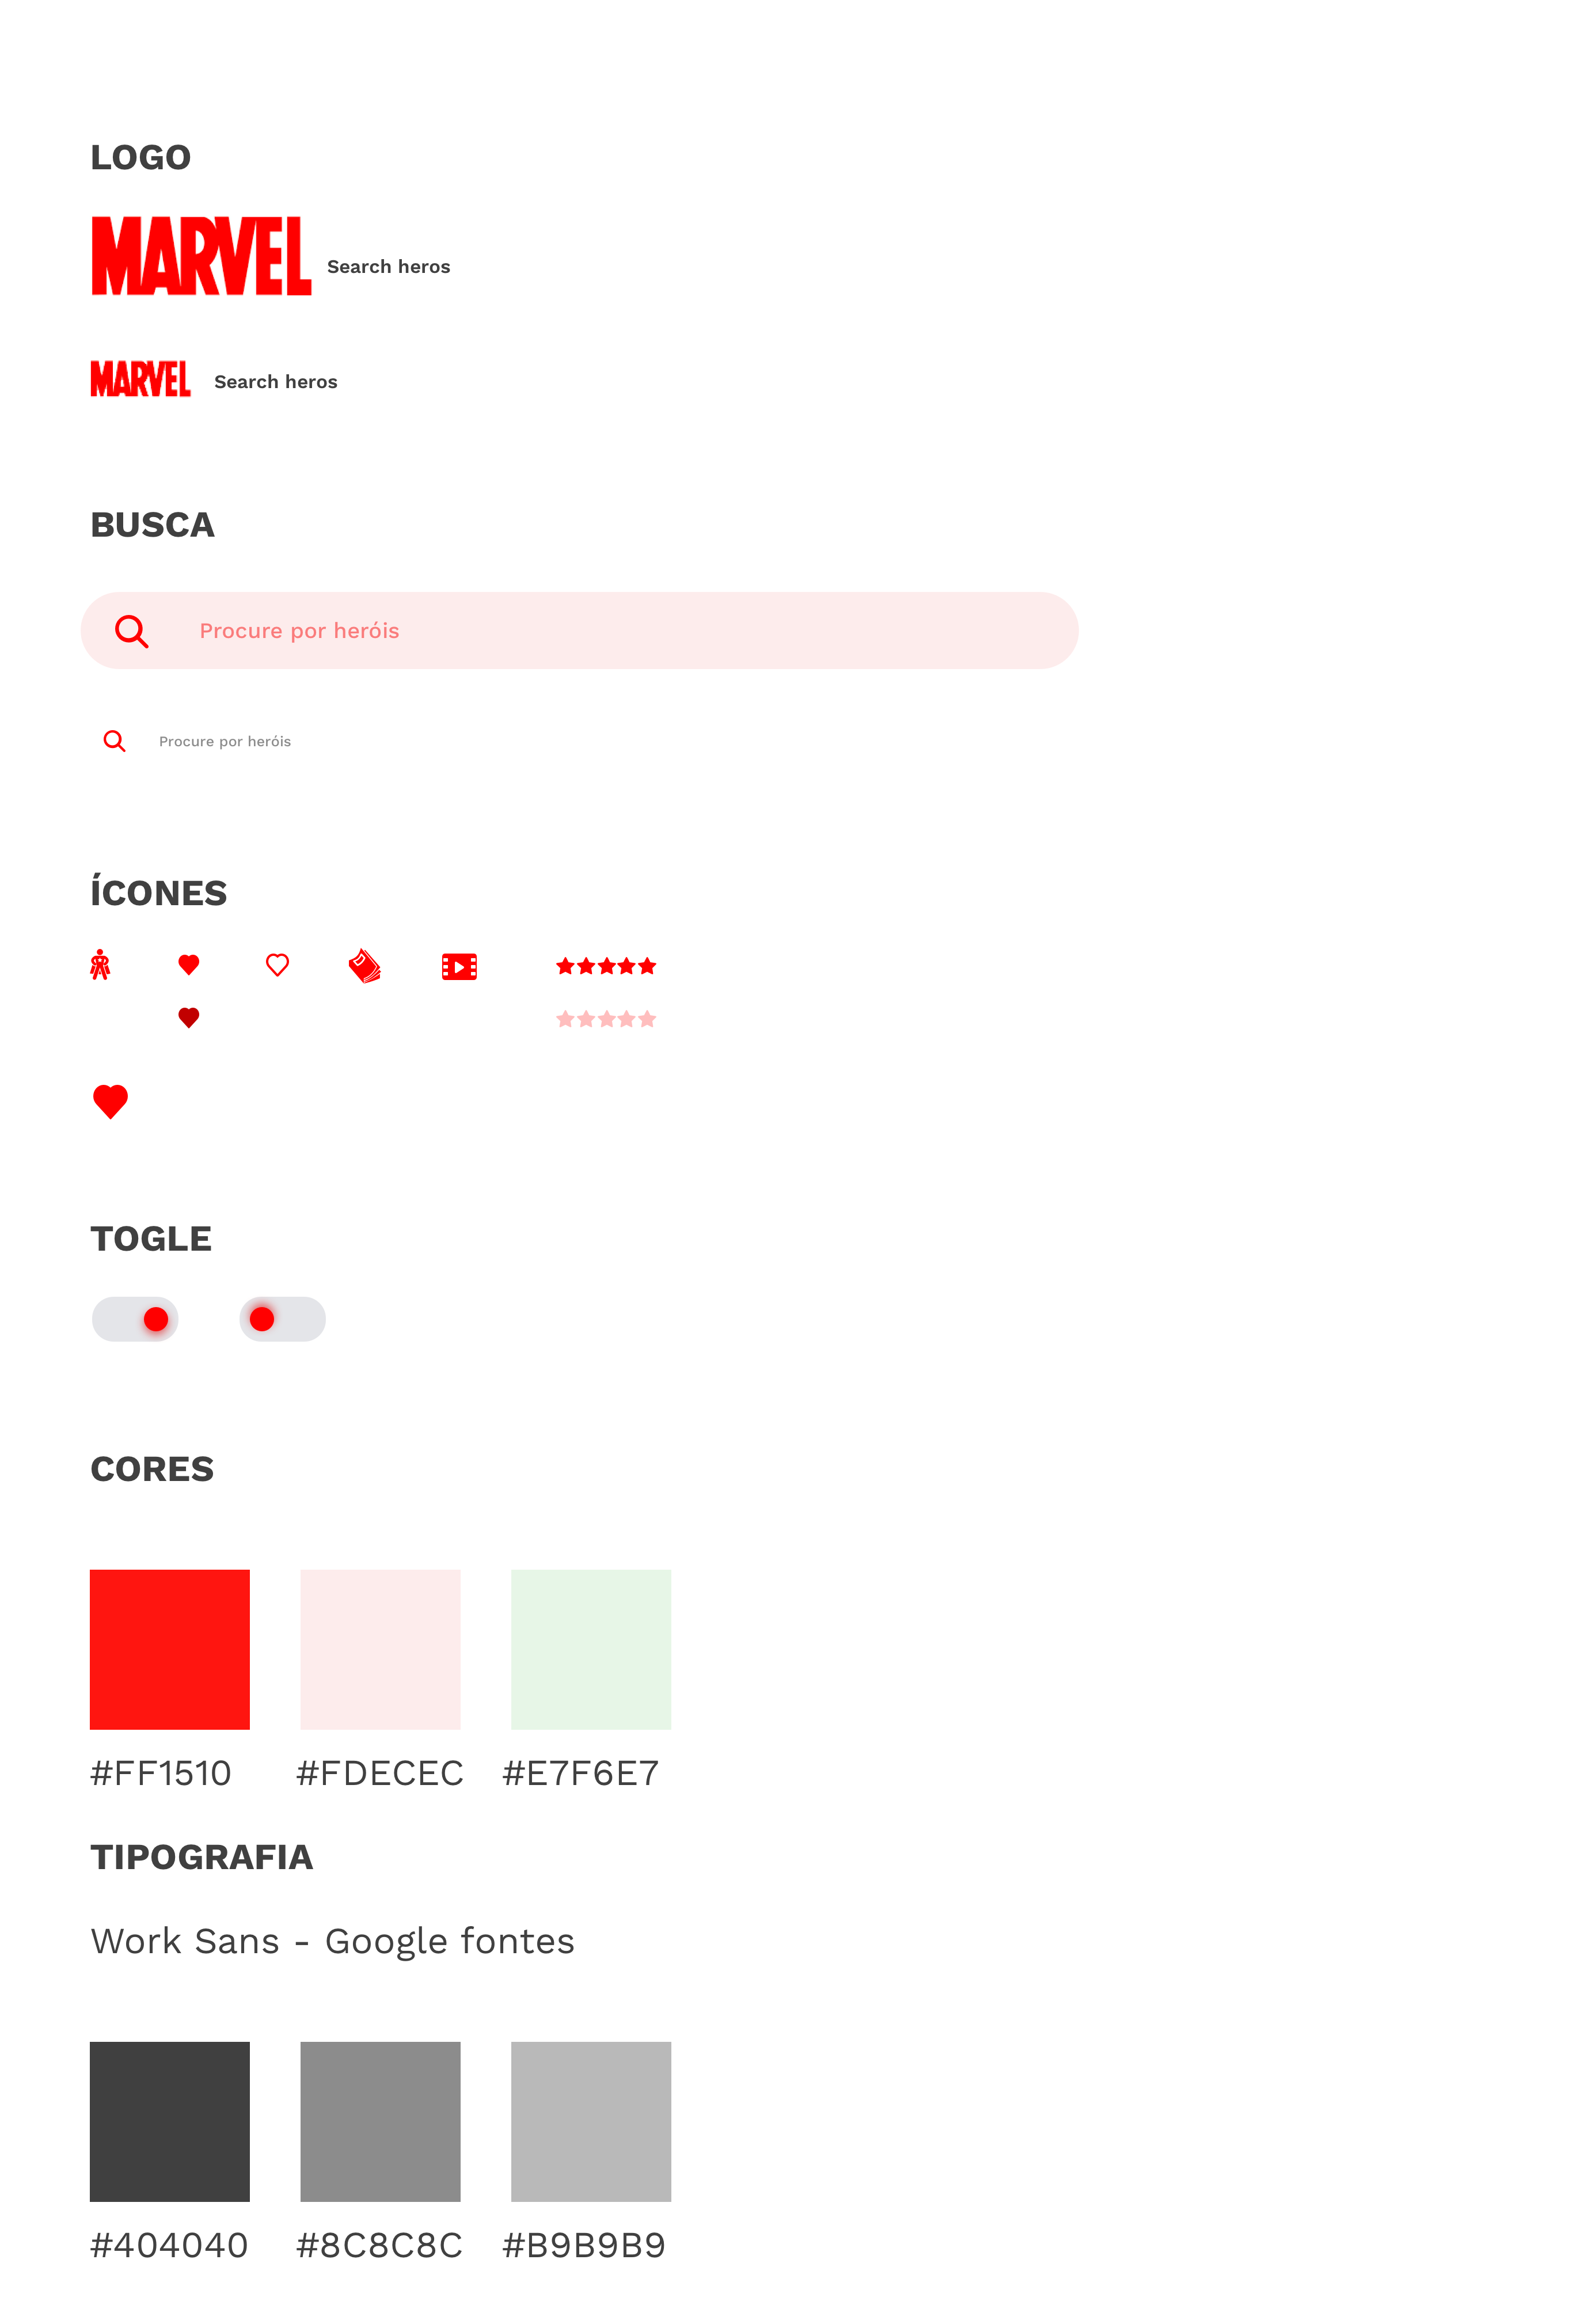 LOGO
MARVEL Search heros
MARVEL Search heros
BUSCA
Procure por heróis
Procure por heróis
ÍCONES
TOGLE
CORES
#FF1510 #FDECEC #E7F6E7
TIPOGRAFIA
Work Sans - Google fontes
#404040 #8C8C8C #B9B9B9